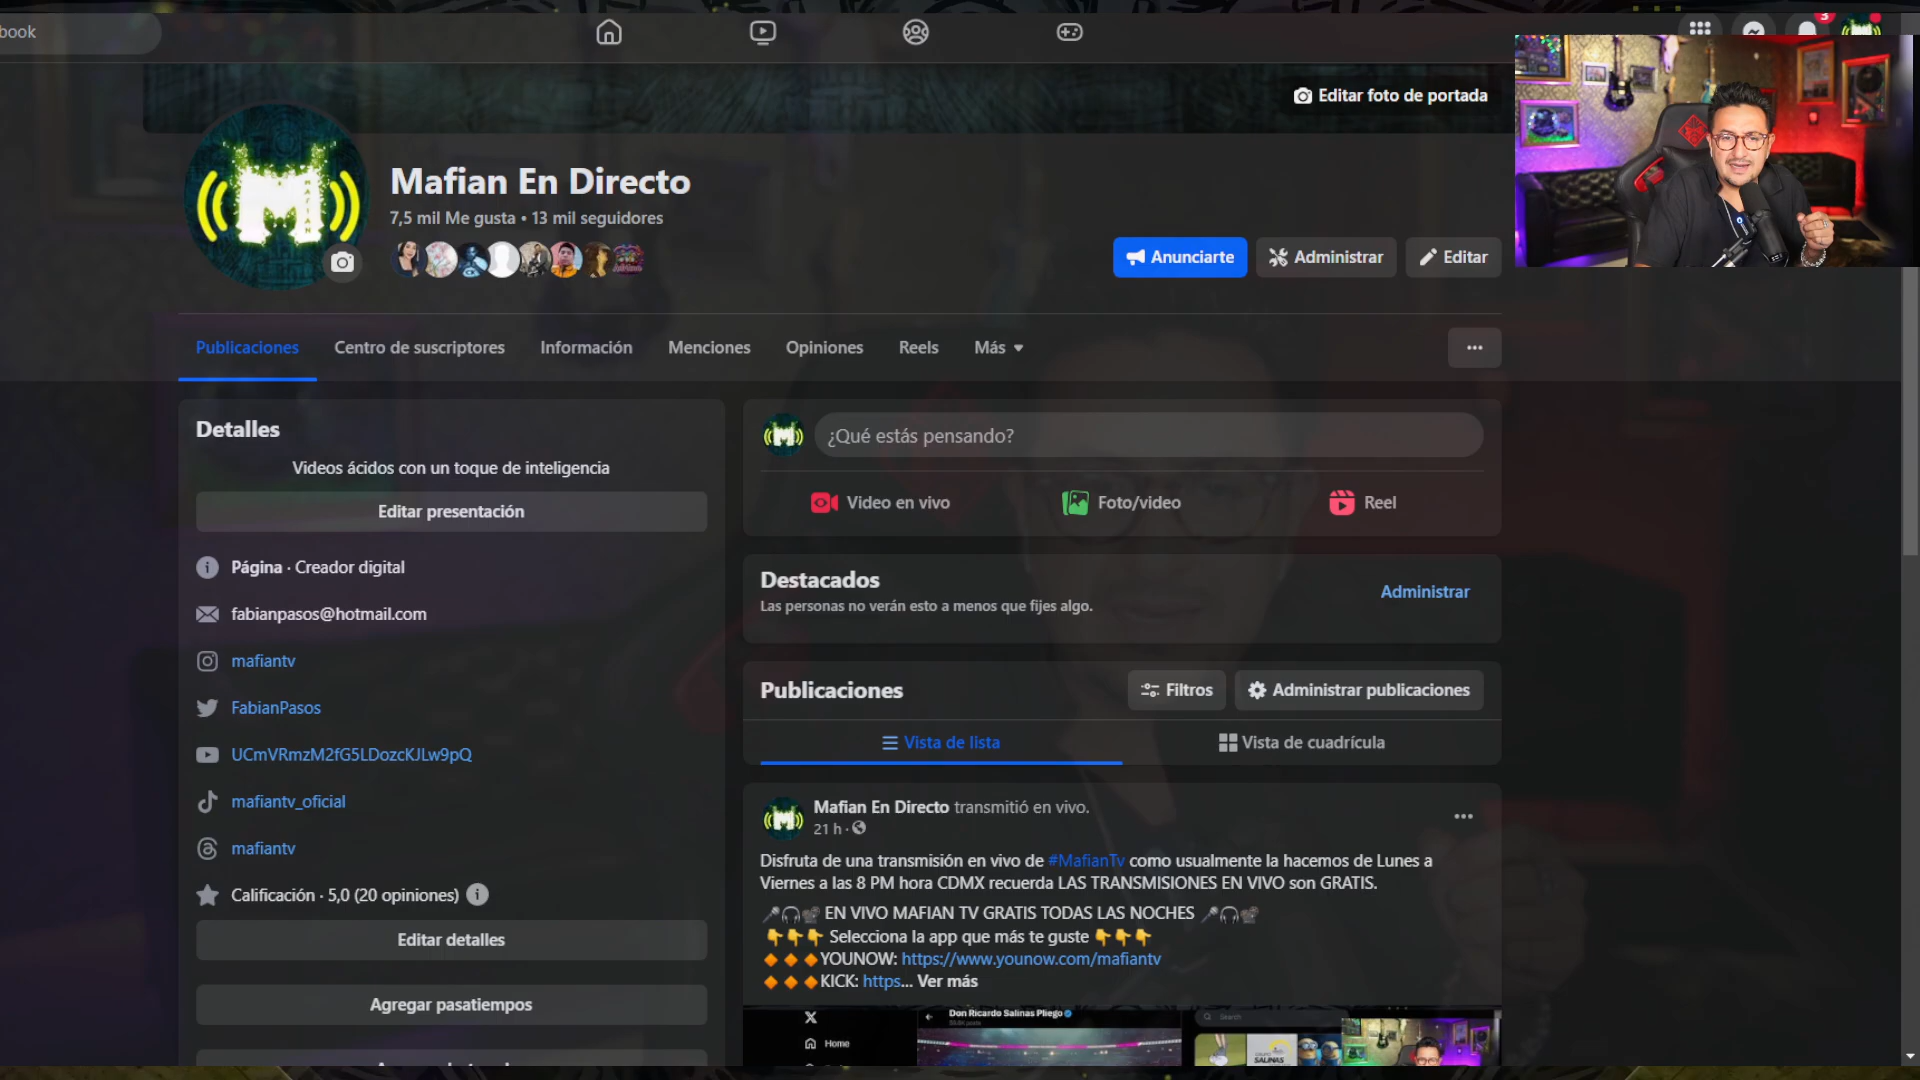 book
3
Editar foto de portada
Mafian En Directo
7,5 mil Me gusta • 13 mil seguidores
Anunciarte
Administrar
Editar
Publicaciones
Centro de suscriptores
Información
Menciones
Opiniones
Reels
Más
Detalles
Videos ácidos con un toque de inteligencia
Editar presentación
Página · Creador digital
fabianpasos@hotmail.com
mafiantv
FabianPasos
UCmVRmzM2fG5LDozcKJLw9pQ
mafiantv_oficial
mafiantv
Calificación · 5,0 (20 opiniones)
Editar detalles
Agregar pasatiempos
¿Qué estás pensando?
Video en vivo
Foto/video
Reel
Destacados
Las personas no verán esto a menos que fijes algo.
Administrar
Publicaciones
Filtros
Administrar publicaciones
Vista de lista
Vista de cuadrícula
Mafian En Directo transmitió en vivo.
21 h ·
Disfruta de una transmisión en vivo de #MafianTv como usualmente la hacemos de Lunes a
Viernes a las 8 PM hora CDMX recuerda LAS TRANSMISIONES EN VIVO son GRATIS.
🎤🎧📽 EN VIVO MAFIAN TV GRATIS TODAS LAS NOCHES 🎤🎧📽
👇👇👇 Selecciona la app que más te guste 👇👇👇
🔸🔸🔸YOUNOW: https://www.younow.com/mafiantv
🔸🔸🔸KICK: https... Ver más
Don Ricardo Salinas Pliego
Search
Home
SALINAS